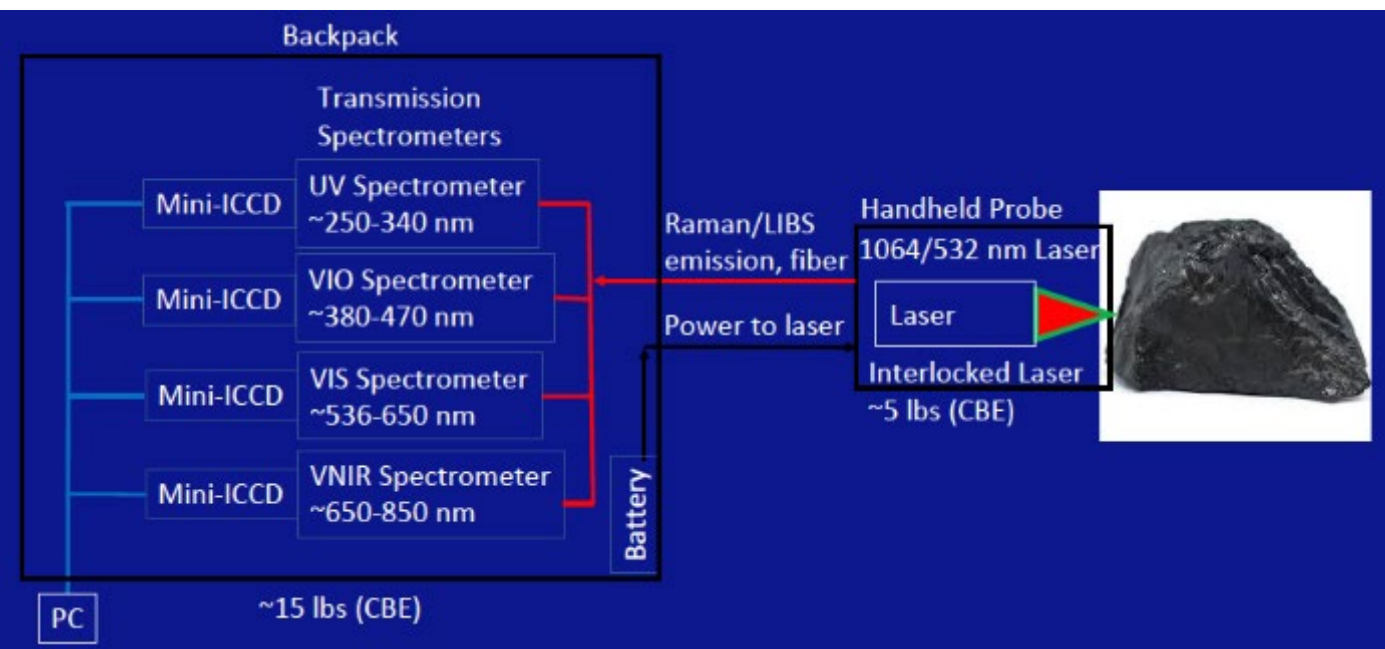 Backpack
Transmission
Spectrometers
Mini-ICCD
UV Spectrometer
~250-340 nm
Mini-ICCD
VIO Spectrometer
~380-470 nm
Mini-ICCD
VIS Spectrometer
~536-650 nm
Mini-ICCD
VNIR Spectrometer
~650-850 nm
Battery
PC
~15 lbs (CBE)
Raman/LIBS
emission, fiber
Power to laser
Handheld Probe
1064/532 nm Laser
Laser
Interlocked Laser
~5 lbs (CBE)